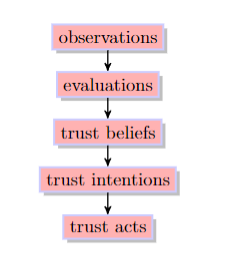 observations
evaluations
trust beliefs
trust intentions
trust acts